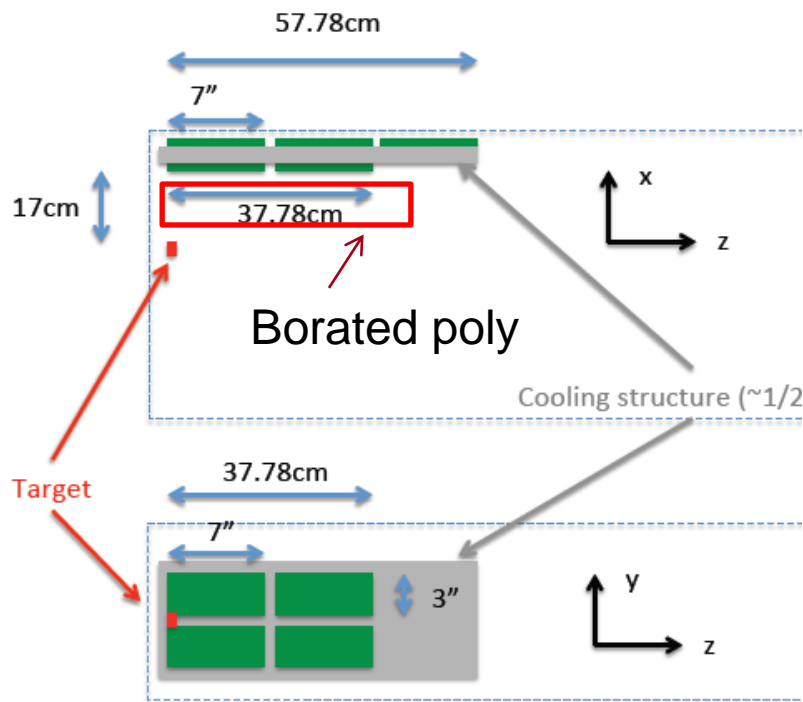 57.78cm
7”
17cm
37.78cm
x
z
Borated poly
Cooling structure (~1/2
Target
37.78cm
7”
3”
y
z